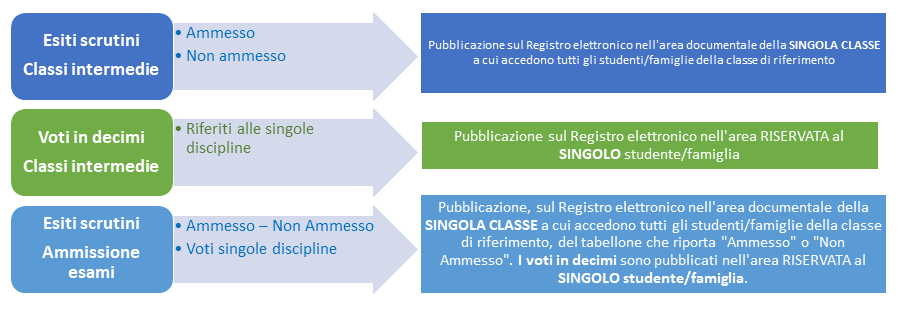 Esiti scrutini
Classi intermedie
• Ammesso
• Non ammesso
Pubblicazione sul Registro elettronico nell'area documentale della SINGOLA CLASSE
a cui accedono tutti gli studenti/famiglie della classe di riferimento
Voti in decimi
Classi intermedie
• Riferiti alle singole
discipline
Pubblicazione sul Registro elettronico nell'area RISERVATA al
SINGOLO studente/famiglia
Esiti scrutini
Ammissione
esami
• Ammesso – Non Ammesso
• Voti singole discipline
Pubblicazione, sul Registro elettronico nell'area documentale della
SINGOLA CLASSE a cui accedono tutti gli studenti/famiglie della classe
di riferimento, del tabellone che riporta "Ammesso" o "Non
Ammesso". I voti in decimi sono pubblicati nell'area RISERVATA al
SINGOLO studente/famiglia.